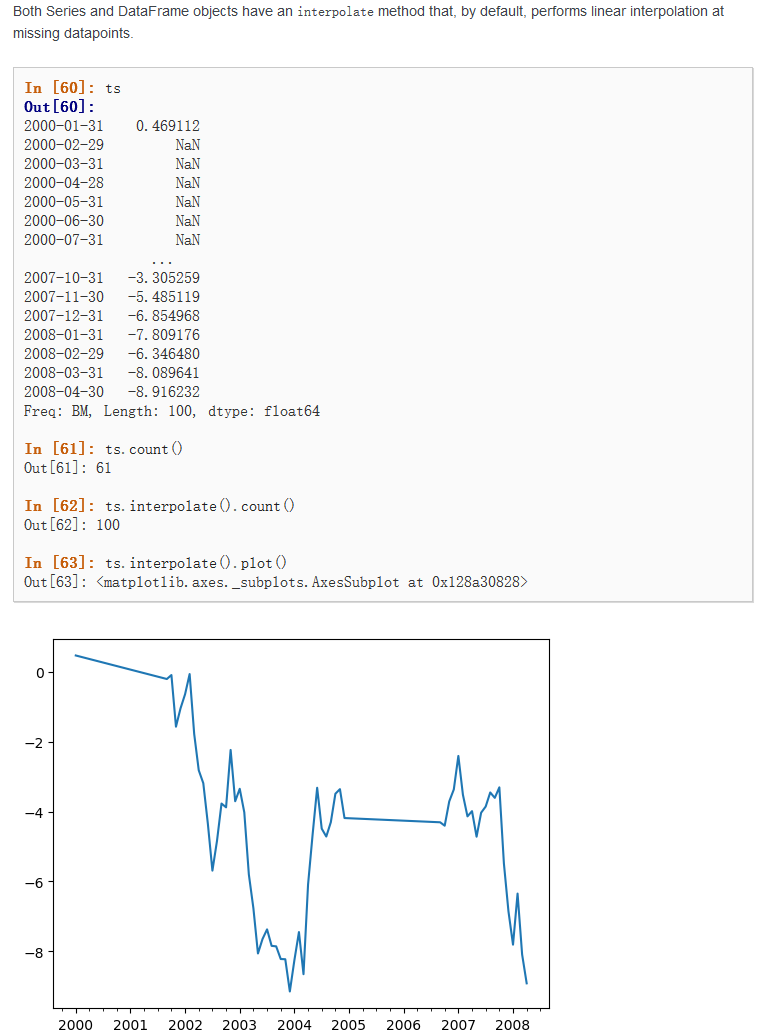 Both Series and DataFrame objects have an interpolate method that, by default, performs linear interpolation at
missing datapoints.
In [60]: ts
Out[60]:
2000-01-31    0.469112
2000-02-29         NaN
2000-03-31         NaN
2000-04-28         NaN
2000-05-31         NaN
2000-06-30         NaN
2000-07-31         NaN
...
2007-10-31   -3.305259
2007-11-30   -5.485119
2007-12-31   -6.854968
2008-01-31   -7.809176
2008-02-29   -6.346480
2008-03-31   -8.089641
2008-04-30   -8.916232
Freq: BM, Length: 100, dtype: float64
In [61]: ts.count()
Out[61]: 61
In [62]: ts.interpolate().count()
Out[62]: 100
In [63]: ts.interpolate().plot()
Out[63]: <matplotlib.axes._subplots.AxesSubplot at 0x128a30828>
0
−2
−4
−6
−8
2000 2001 2002 2003 2004 2005 2006 2007 2008